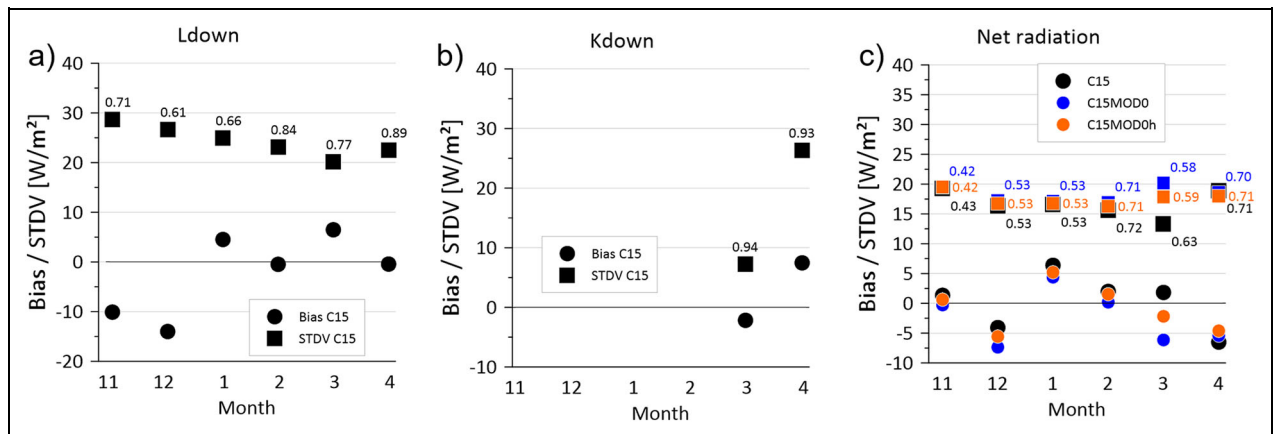 a)
Ldown
Bias / STDV [W/m²]
40
30
20
10
0
-10
-20
0.71
0.61
0.66
0.84
0.77
0.89
Bias C15
STDV C15
11 12 1 2 3 4
Month
b)
Kdown
Bias / STDV [W/m²]
40
30
20
10
0
-10
0.93
0.94
Bias C15
STDV C15
11 12 1 2 3 4
Month
c)
Net radiation
Bias / STDV [W/m²]
40
35
30
25
20
15
10
5
0
-5
-10
C15
C15MOD0
C15MOD0h
0.42 0.53 0.53 0.71 0.58 0.70
0.42 0.53 0.53 0.71 0.59 0.71
0.43 0.53 0.53 0.72 0.63 0.71
11 12 1 2 3 4
Month